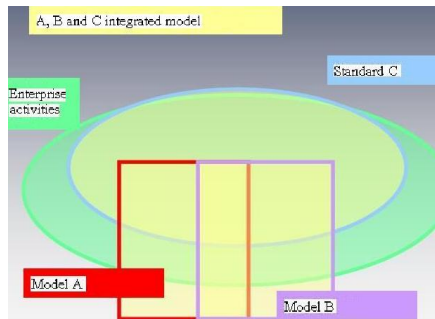 A, B and C integrated model
Standard C
Enterprise
activities
Model A
Model B